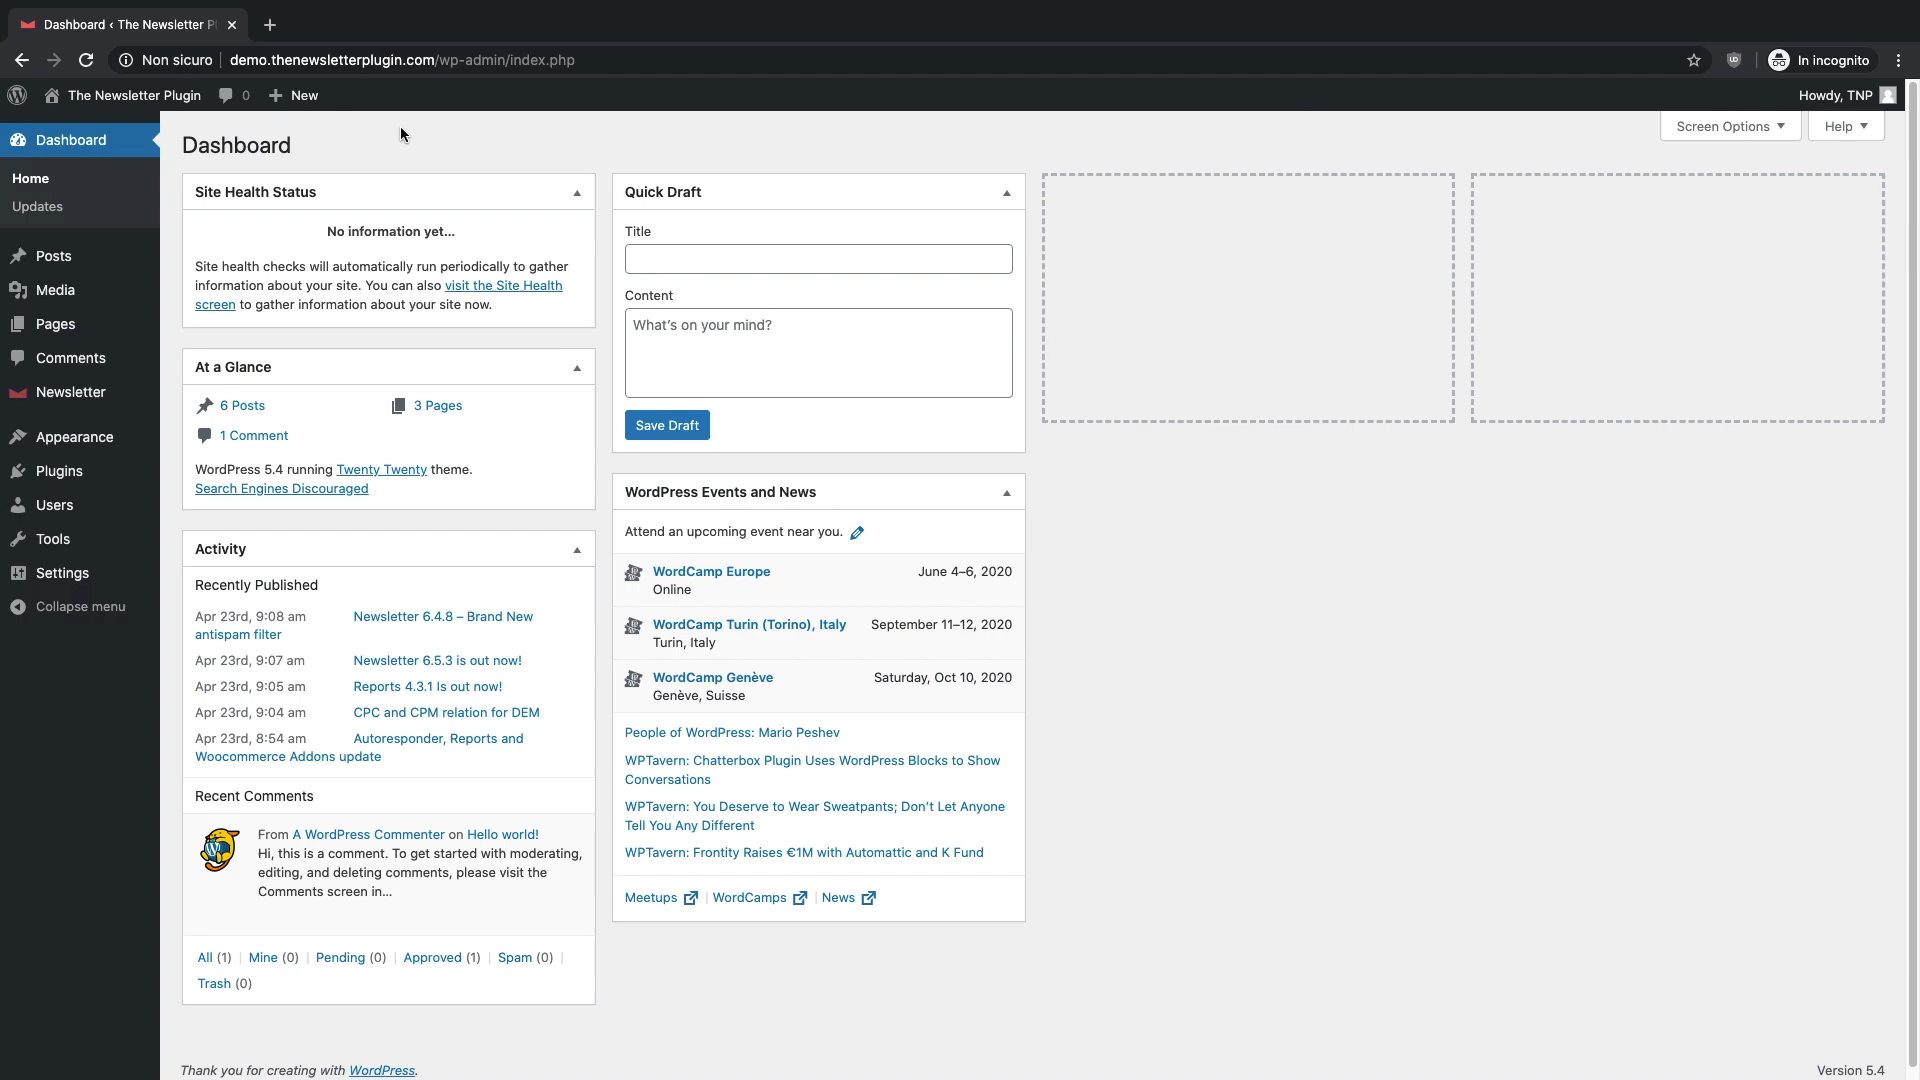 Dashboard ‹ The Newsletter P
Non sicuro
demo.thenewsletterplugin.com/wp-admin/index.php
In incognito
The Newsletter Plugin
0
New
Howdy, TNP
Dashboard
Home
Updates
Posts
Media
Pages
Comments
Newsletter
Appearance
Plugins
Users
Tools
Settings
Collapse menu
Dashboard
Screen Options
Help
Site Health Status
No information yet...
Site health checks will automatically run periodically to gather
information about your site. You can also visit the Site Health
screen to gather information about your site now.
At a Glance
6 Posts
3 Pages
1 Comment
WordPress 5.4 running Twenty Twenty theme.
Search Engines Discouraged
Activity
Recently Published
Apr 23rd, 9:08 am Newsletter 6.4.8 – Brand New
antispam filter
Apr 23rd, 9:07 am Newsletter 6.5.3 is out now!
Apr 23rd, 9:05 am Reports 4.3.1 Is out now!
Apr 23rd, 9:04 am CPC and CPM relation for DEM
Apr 23rd, 8:54 am Autoresponder, Reports and
Woocommerce Addons update
Recent Comments
From A WordPress Commenter on Hello world!
Hi, this is a comment. To get started with moderating,
editing, and deleting comments, please visit the
Comments screen in...
All (1) | Mine (0) | Pending (0) | Approved (1) | Spam (0) |
Trash (0)
Quick Draft
Title
Content
What's on your mind?
Save Draft
WordPress Events and News
Attend an upcoming event near you.
WordCamp Europe June 4–6, 2020
Online
WordCamp Turin (Torino), Italy September 11–12, 2020
Turin, Italy
WordCamp Genève Saturday, Oct 10, 2020
Genève, Suisse
People of WordPress: Mario Peshev
WPTavern: Chatterbox Plugin Uses WordPress Blocks to Show
Conversations
WPTavern: You Deserve to Wear Sweatpants; Don't Let Anyone
Tell You Any Different
WPTavern: Frontity Raises €1M with Automattic and K Fund
Meetups | WordCamps | News
Thank you for creating with WordPress.
Version 5.4